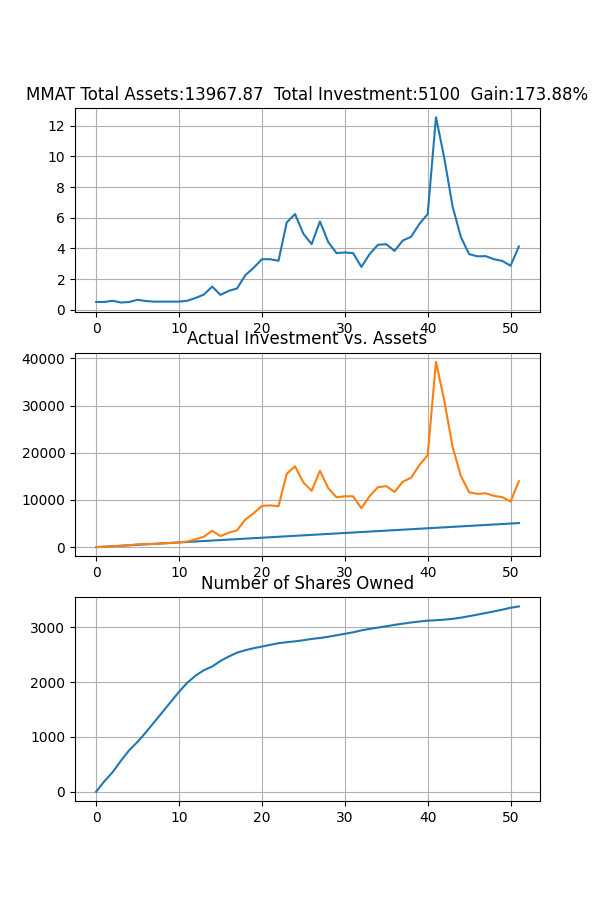 MMAT Total Assets:13967.87  Total Investment:5100  Gain:173.88%
12
10
8
6
4
2
0
0 10 20 30 40 50
Actual Investment vs. Assets
40000
30000
20000
10000
0
0 10 20 30 40 50
Number of Shares Owned
3000
2000
1000
0
0 10 20 30 40 50